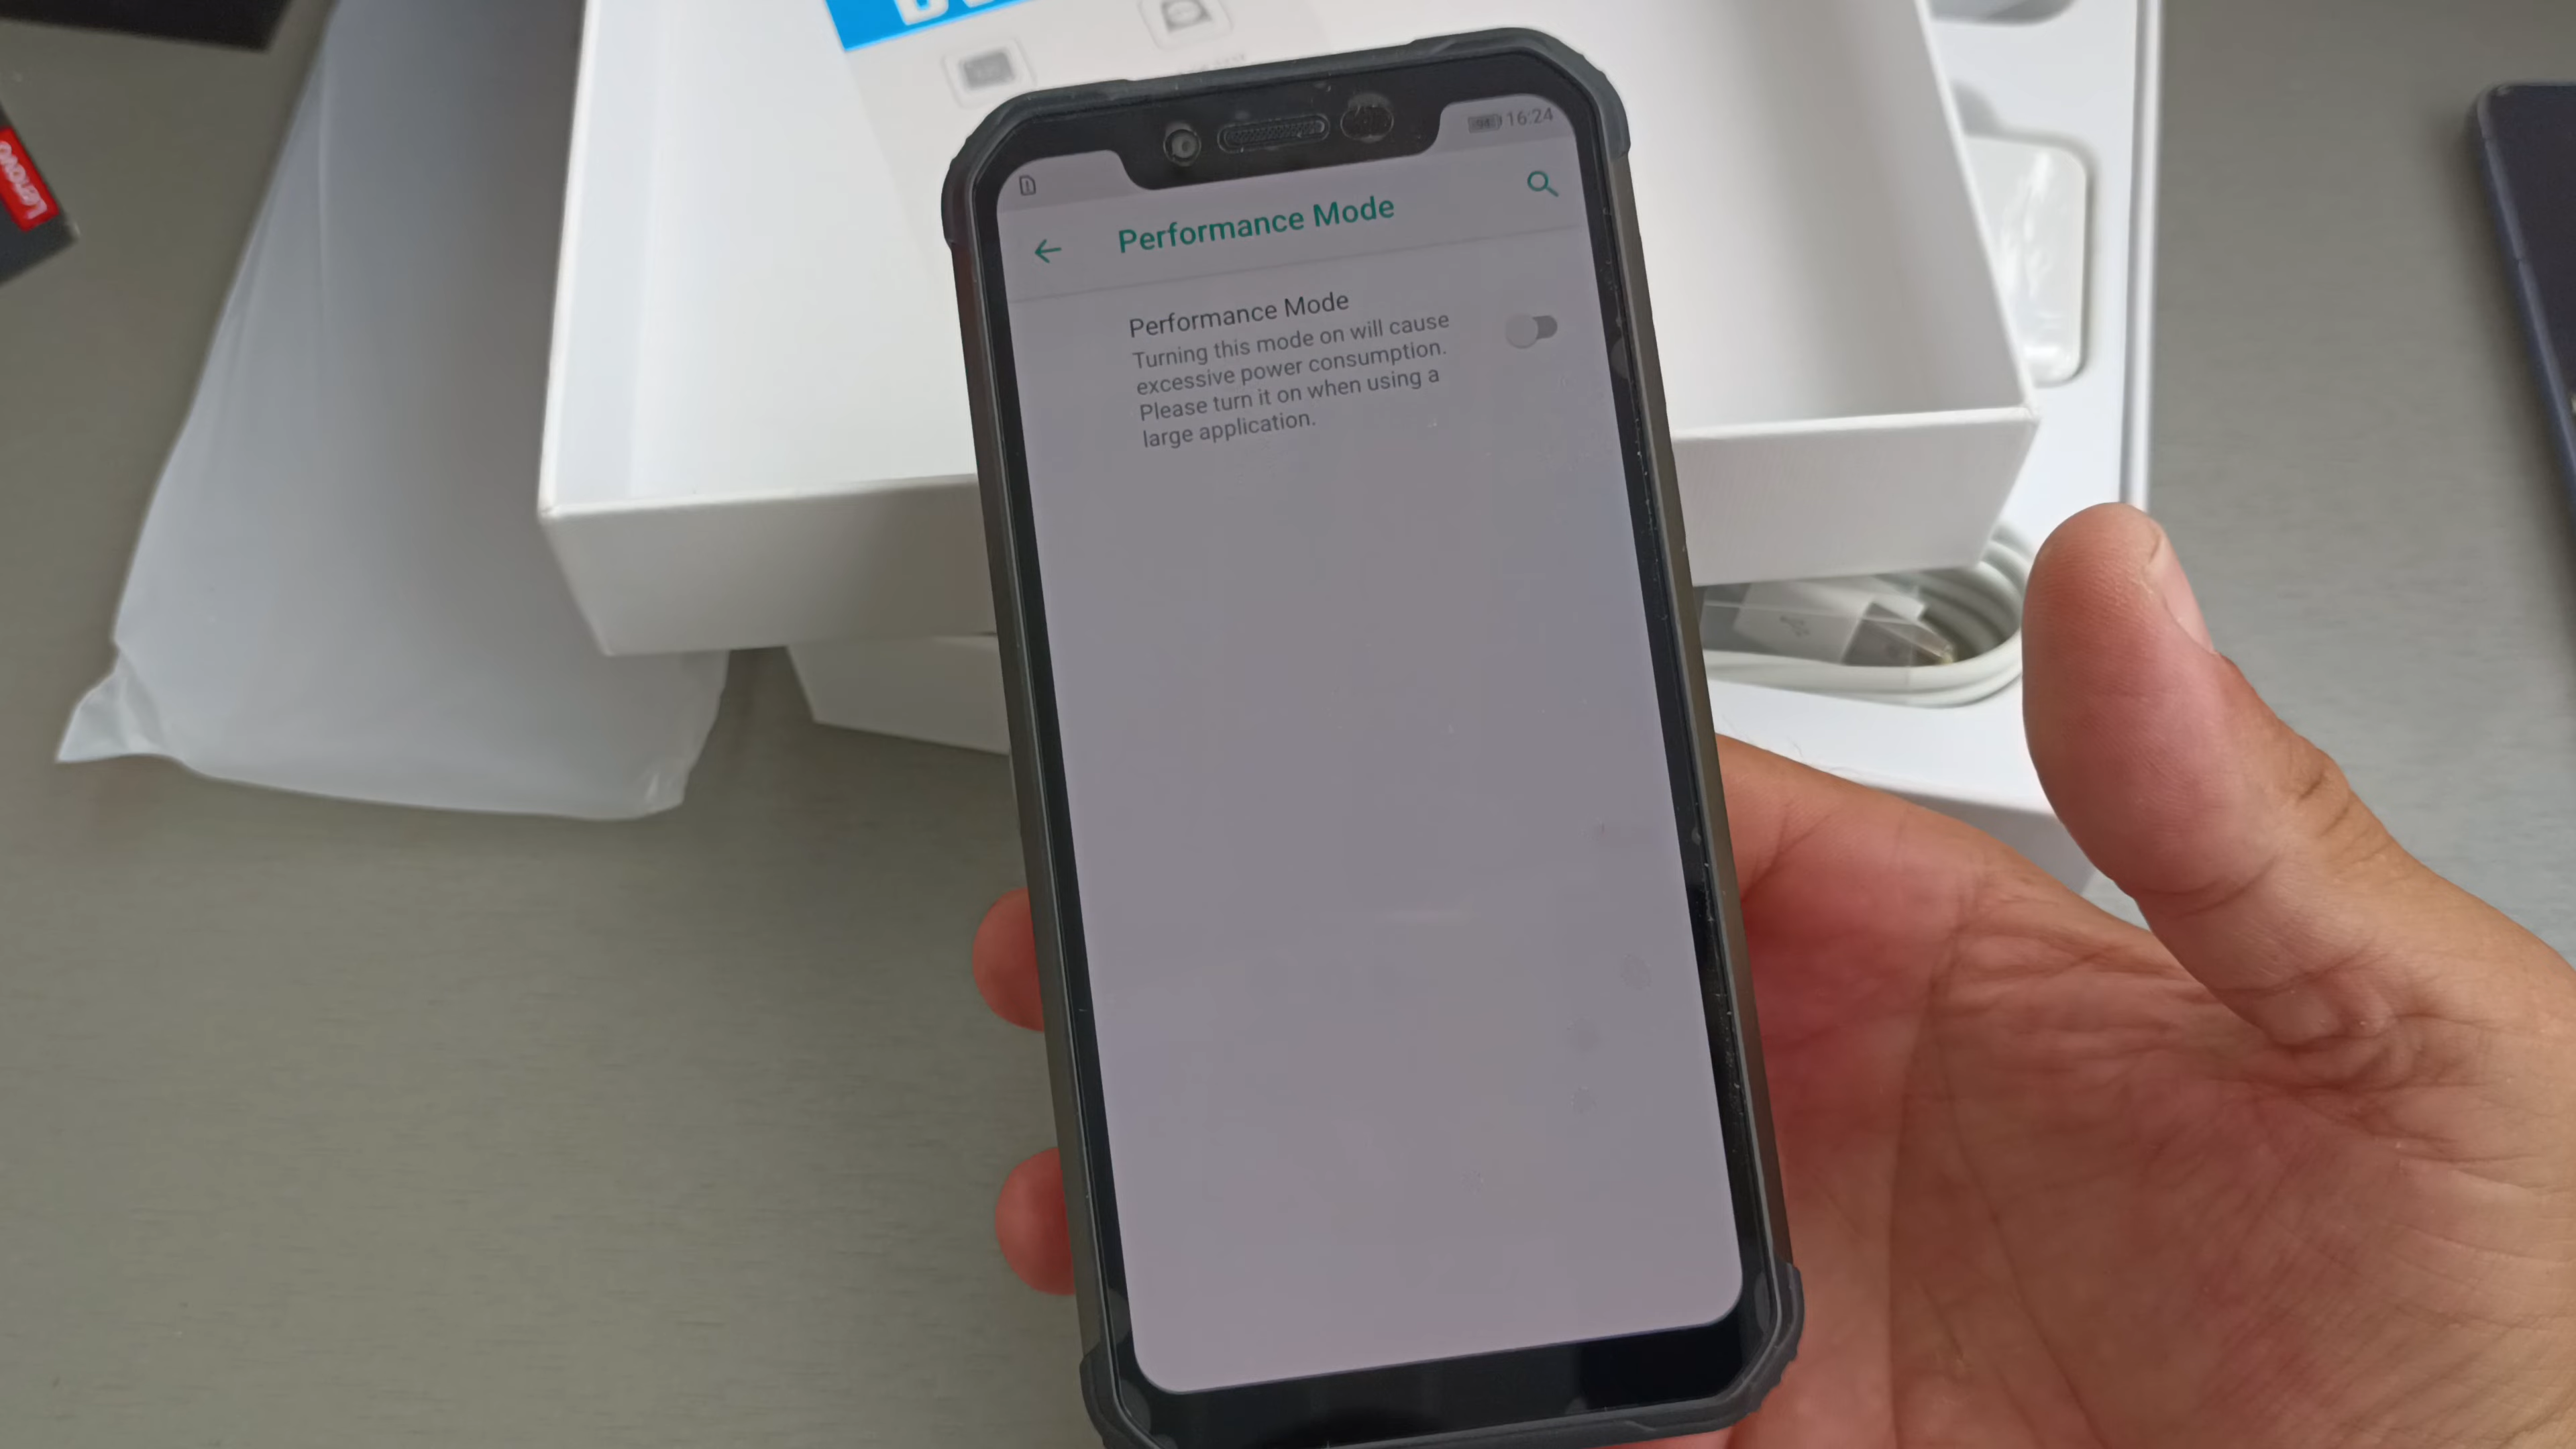 Lenovo
16:24
Performance Mode
Performance Mode
Turning this mode on will cause
excessive power consumption.
Please turn it on when using a
large application.